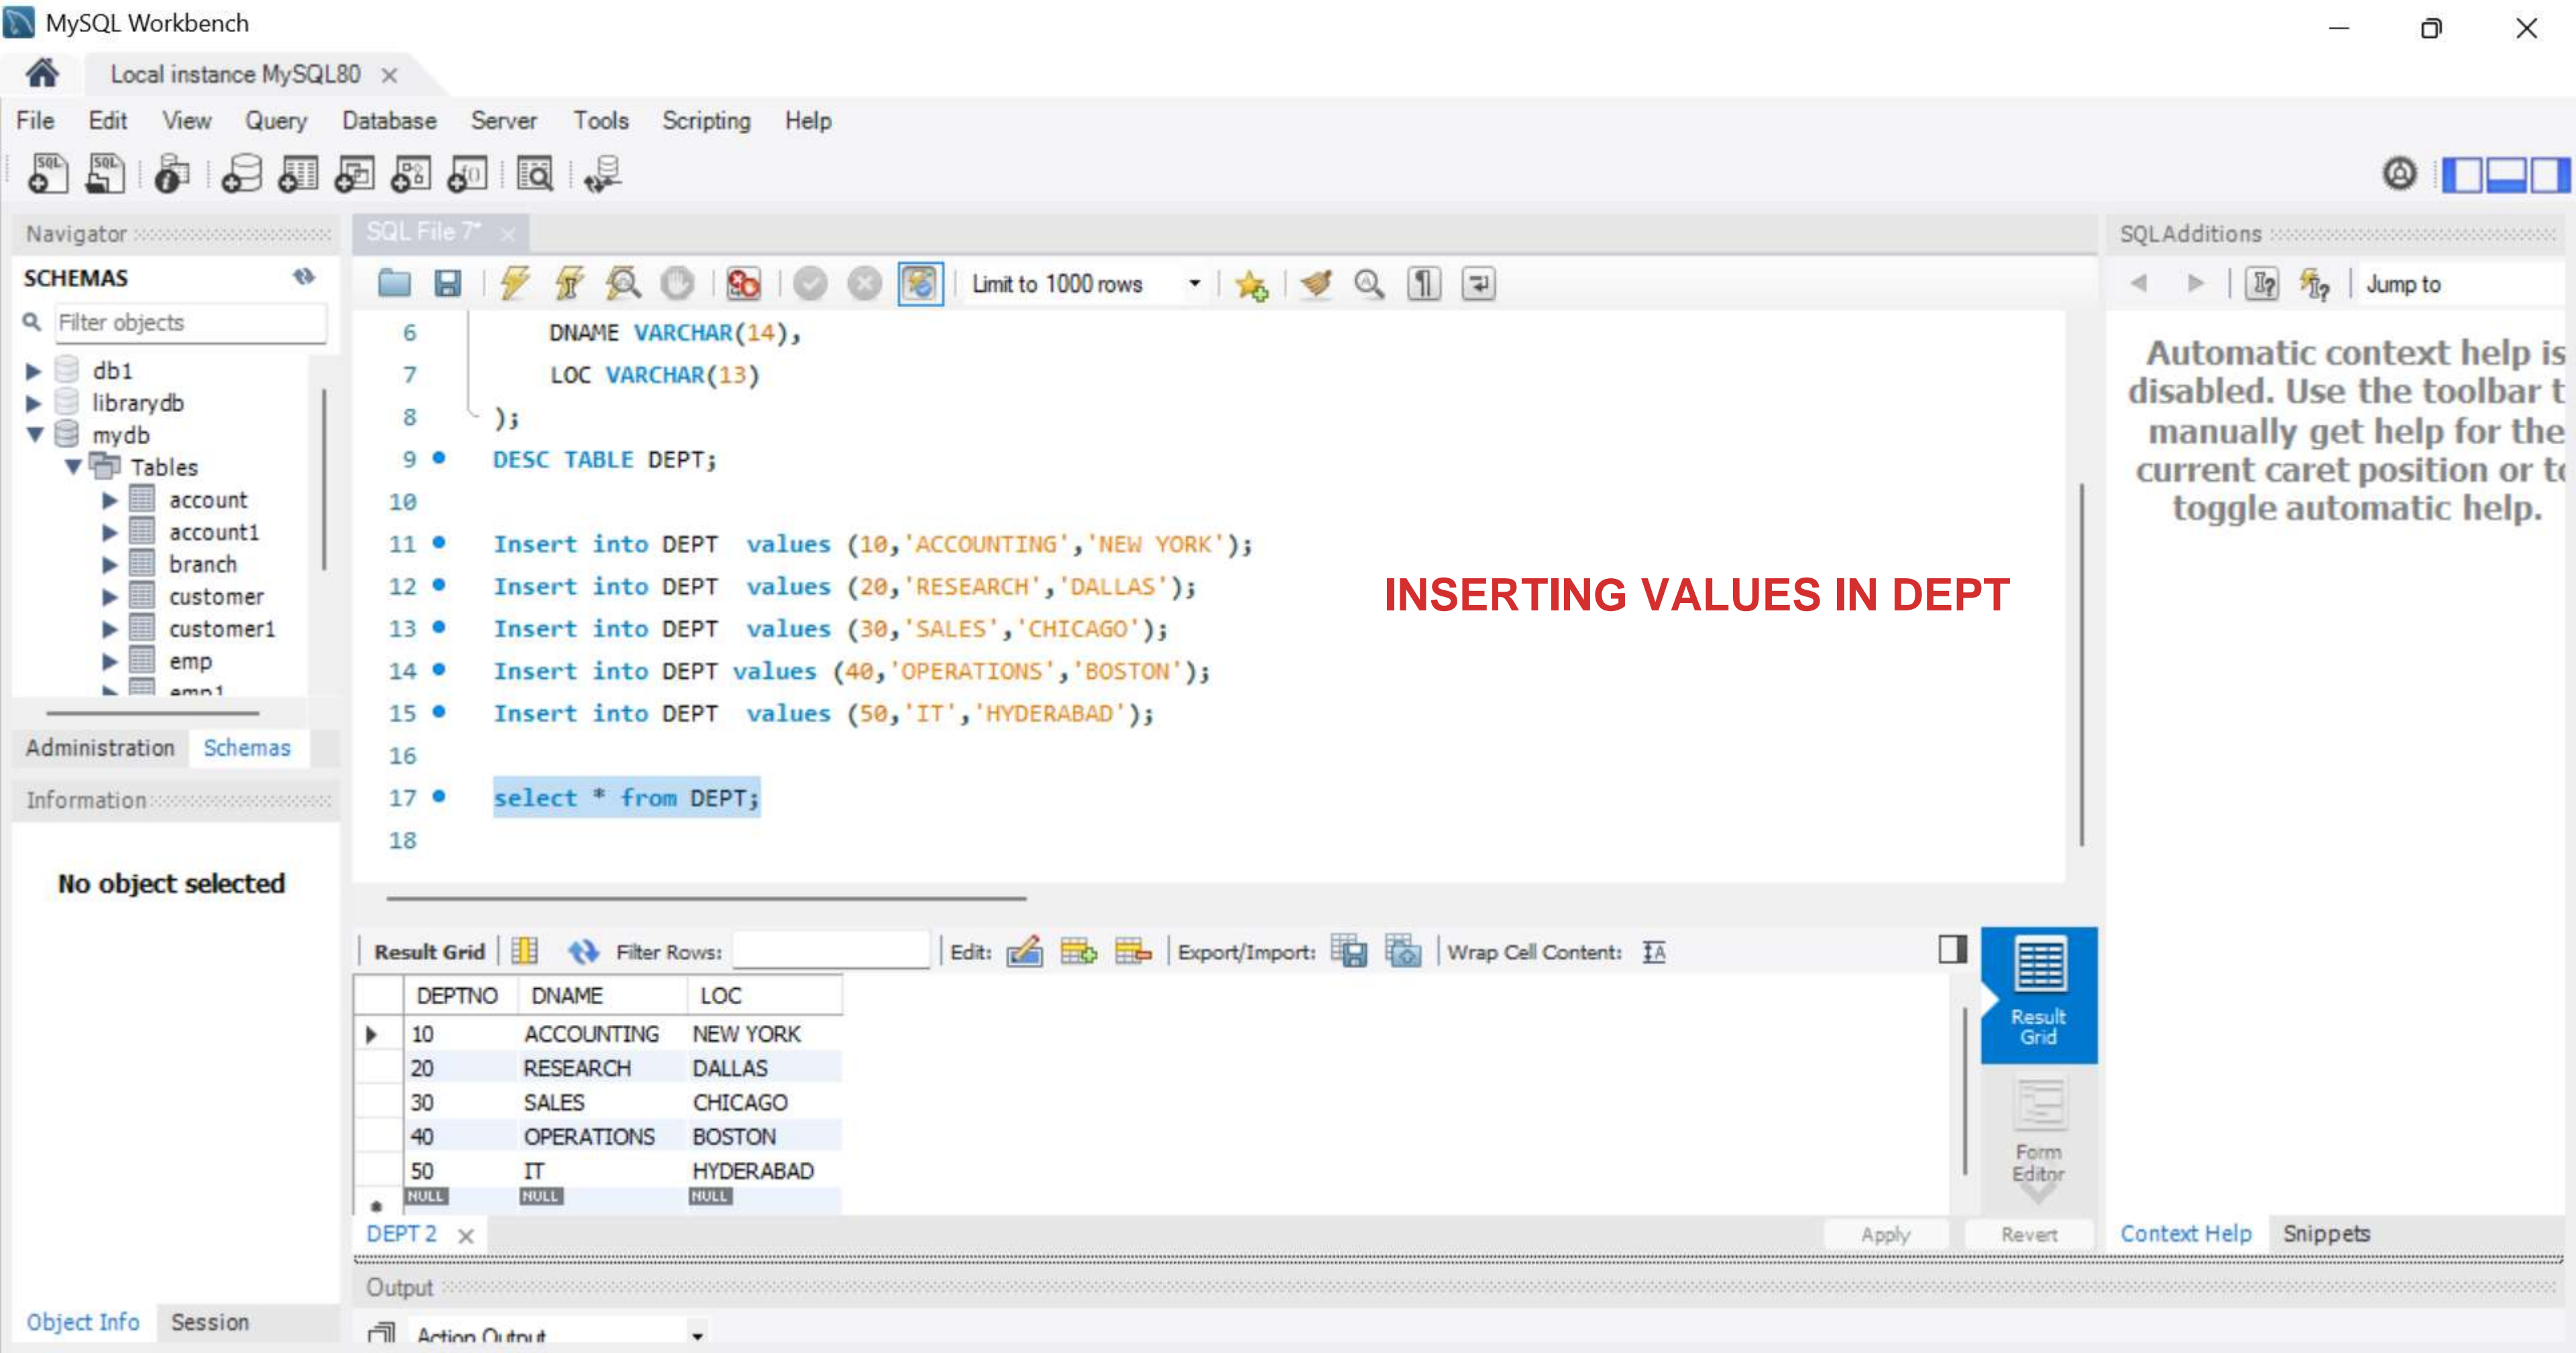 MySQL Workbench
Local instance MySQL80
File Edit View Query Database Server Tools Scripting Help
Navigator
SCHEMAS
Filter objects
db1
librarydb
mydb
Tables
account
account1
branch
customer
customer1
emp
emp1
Administration Schemas
Information
No object selected
Object Info Session
SQL File 7*
Limit to 1000 rows
6 DNAME VARCHAR(14),
7 LOC VARCHAR(13)
8 );
9 DESC TABLE DEPT;
10
11 Insert into DEPT  values (10,'ACCOUNTING','NEW YORK');
12 Insert into DEPT  values (20,'RESEARCH','DALLAS');
13 Insert into DEPT  values (30,'SALES','CHICAGO');
14 Insert into DEPT values (40,'OPERATIONS','BOSTON');
15 Insert into DEPT  values (50,'IT','HYDERABAD');
16
17 select * from DEPT;
18
INSERTING VALUES IN DEPT
Result Grid Filter Rows: Edit: Export/Import: Wrap Cell Content:
DEPTNO DNAME LOC
10 ACCOUNTING NEW YORK
20 RESEARCH DALLAS
30 SALES CHICAGO
40 OPERATIONS BOSTON
50 IT HYDERABAD
NULL NULL NULL
Result
Grid
Form
Editor
DEPT 2 Apply Revert
Output
Action Output
SQLAdditions
Jump to
Automatic context help is
disabled. Use the toolbar t
manually get help for the
current caret position or to
toggle automatic help.
Context Help Snippets